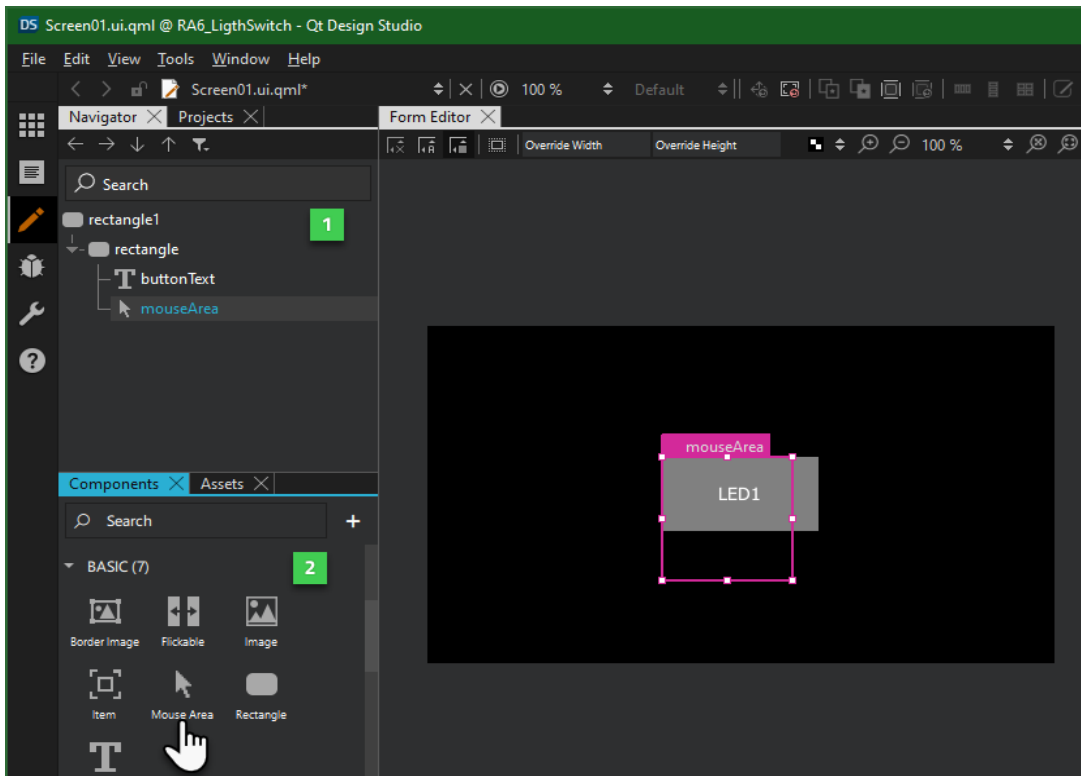 DS Screen01.ui.qml @ RA6_LigthSwitch - Qt Design Studio
File Edit View Tools Window Help
Screen01.ui.qml* 100 % Default
Navigator Projects
Form Editor
Override Width Override Height 100 %
Search
rectangle1
1
rectangle
buttonText
mouseArea
mouseArea
LED1
Components Assets
Search +
BASIC (7)
2
Border Image Flickable Image
Item Mouse Area Rectangle